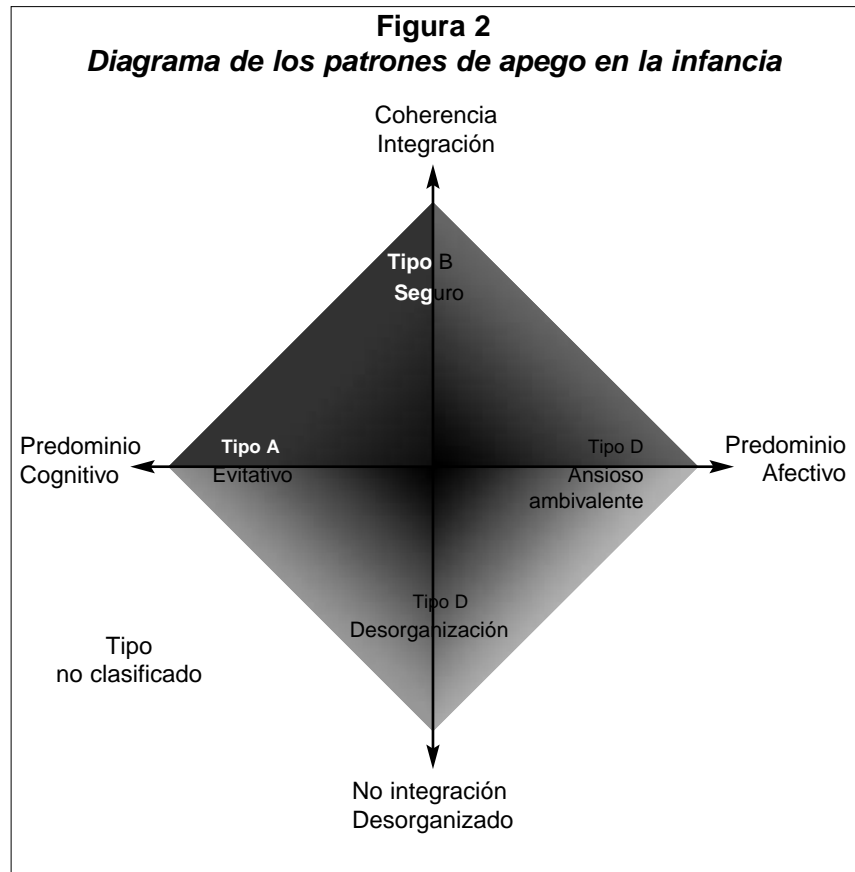 Figura 2
Diagrama de los patrones de apego en la infancia
Coherencia
Integración
Tipo B
Seguro
Predominio
Cognitivo
Tipo A
Evitativo
Tipo D
Ansioso
ambivalente
Predominio
Afectivo
Tipo D
Desorganización
Tipo
no clasificado
No integración
Desorganizado